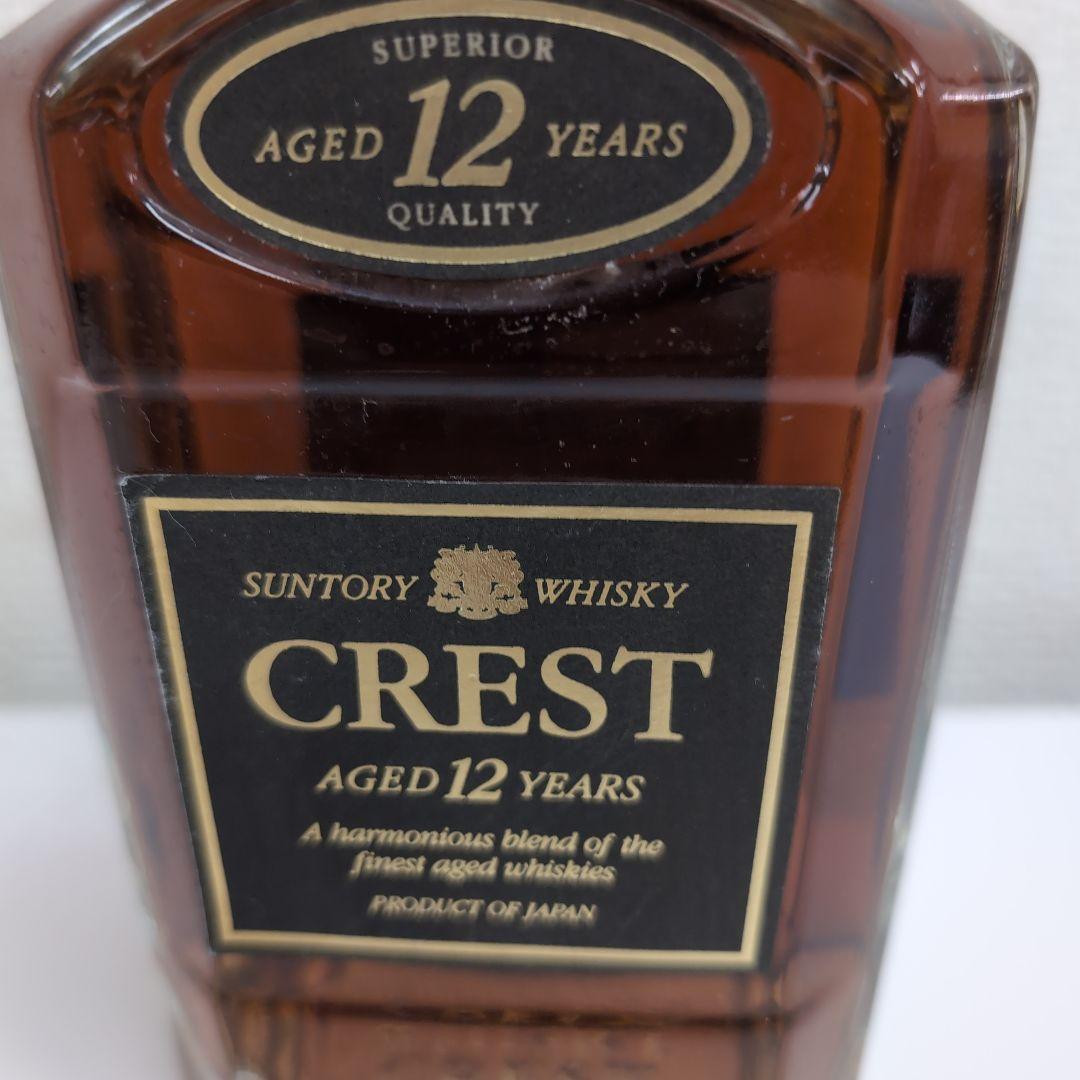 SUPERIOR
AGED 12 YEARS
QUALITY
SUNTORY WHISKY
CREST
AGED 12 YEARS
A harmonious blend of the
finest aged whiskies
PRODUCT OF JAPAN